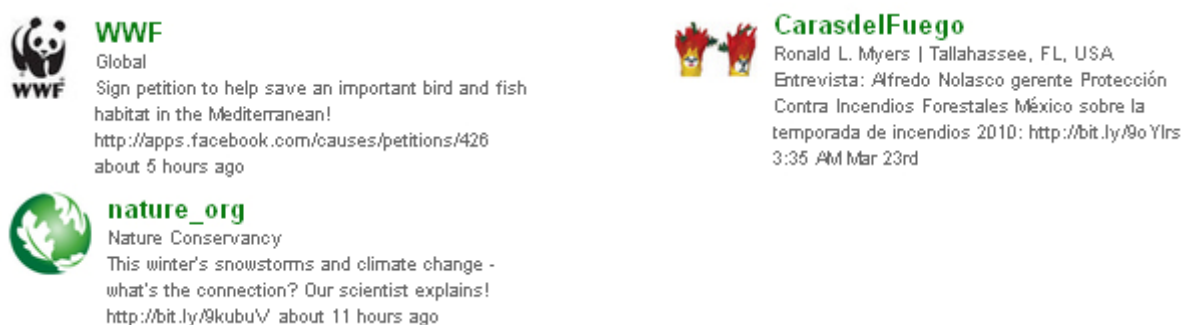 WWF
WWF
Global
Sign petition to help save an important bird and fish
habitat in the Mediterranean!
http://apps.facebook.com/causes/petitions/426
about 5 hours ago
nature_org
Nature Conservancy
This winter's snowstorms and climate change -
what's the connection? Our scientist explains!
http://bit.ly/9kubuV about 11 hours ago
CarasdelFuego
Ronald L. Myers | Tallahassee, FL, USA
Entrevista: Alfredo Nolasco gerente Protección
Contra Incendios Forestales México sobre la
temporada de incendios 2010: http://bit.ly/9oYlrs
3:35 AM Mar 23rd